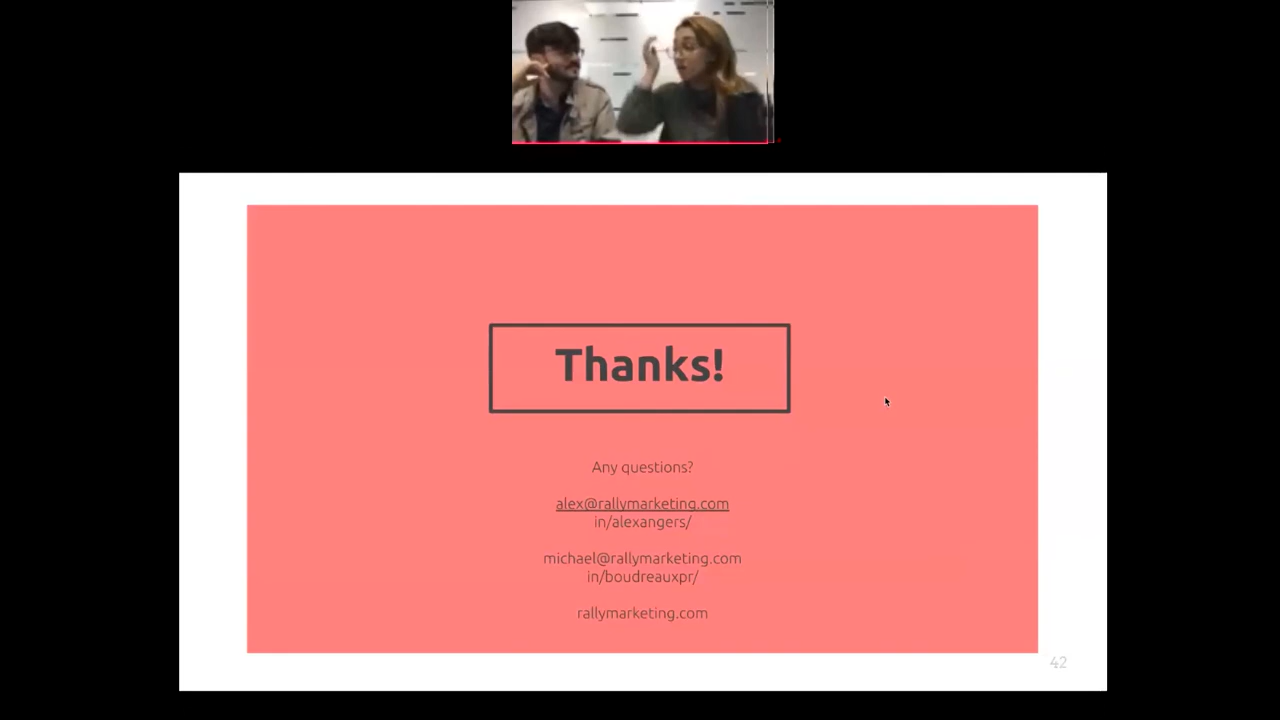 Thanks!
Any questions?
alex@rallymarketing.com
in/alexangers/
michael@rallymarketing.com
in/boudreauxpr/
rallymarketing.com
42